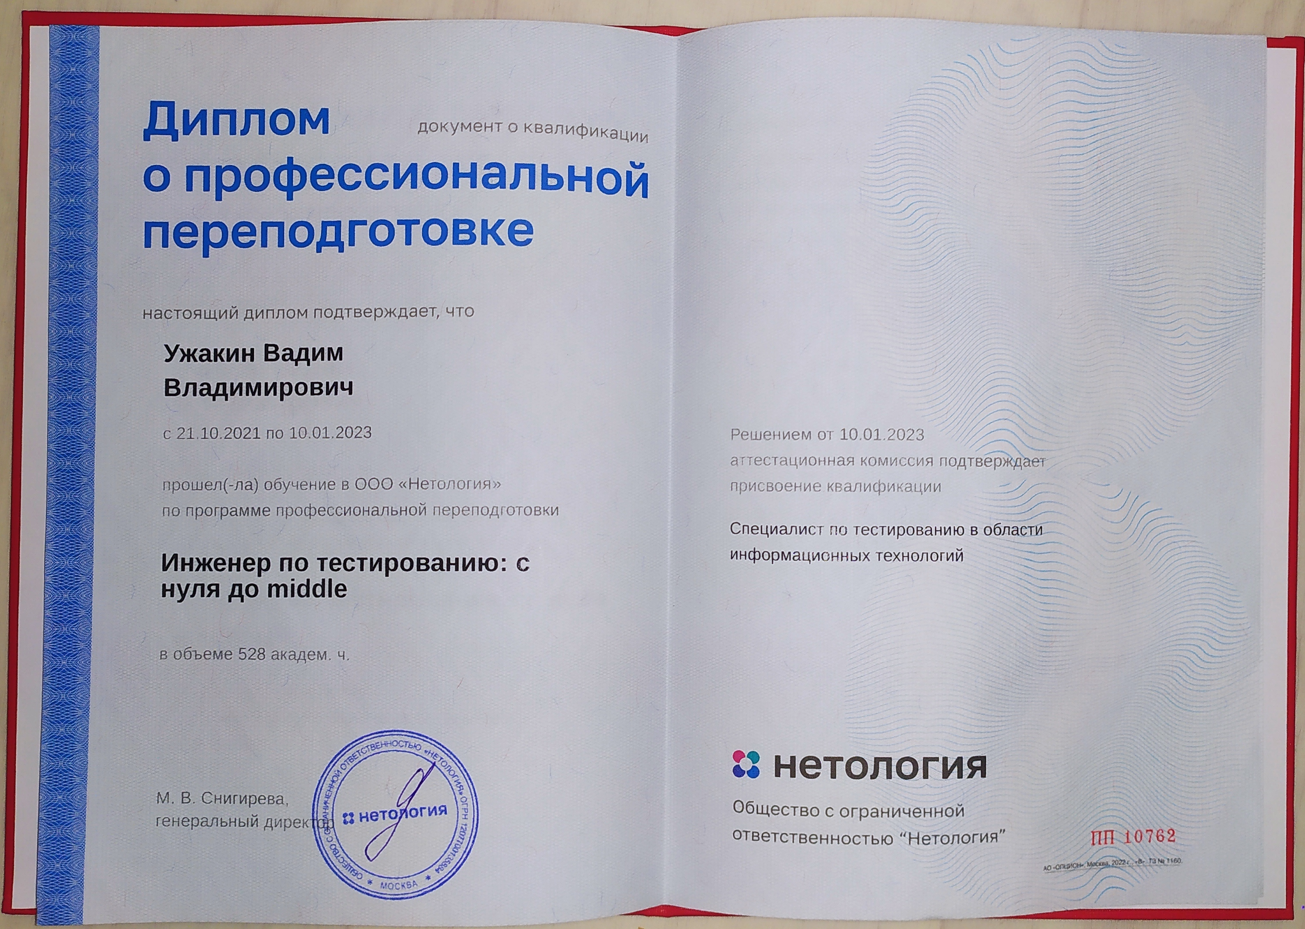 Диплом
документ о квалификации
о профессиональной
переподготовке
настоящий диплом подтверждает, что
Ужакин Вадим
Владимирович
с 21.10.2021 по 10.01.2023
прошел(-ла) обучение в ООО «Нетология»
по программе профессиональной переподготовки
Инженер по тестированию: с
нуля до middle
в объеме 528 академ. ч.
М. В. Снигирева,
генеральный директор
ОБЩЕСТВО С ОГРАНИЧЕННОЙ ОТВЕТСТВЕННОСТЬЮ «НЕТОЛОГИЯ» ОГРН
нетология
МОСКВА
Решением от 10.01.2023
аттестационная комиссия подтверждает
присвоение квалификации
Специалист по тестированию в области
информационных технологий
нетология
Общество с ограниченной
ответственностью “Нетология”
ПП 10762
АО «ОПЦИОН», Москва, 2022 г., «В», ТЗ № 1160.